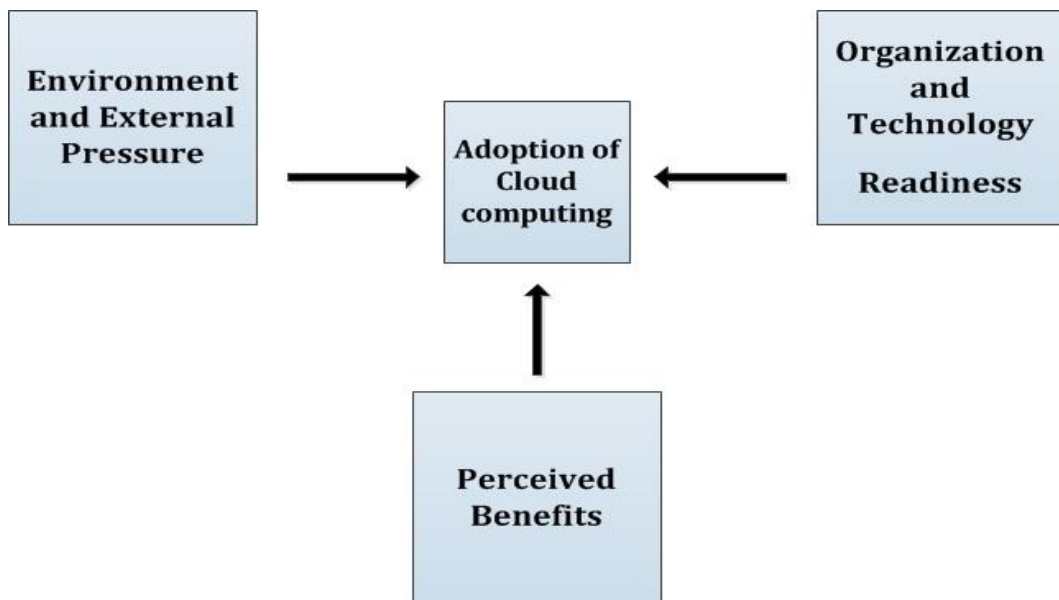 Environment
and External
Pressure
Organization
and
Technology
Readiness
Adoption of
Cloud
computing
Perceived
Benefits